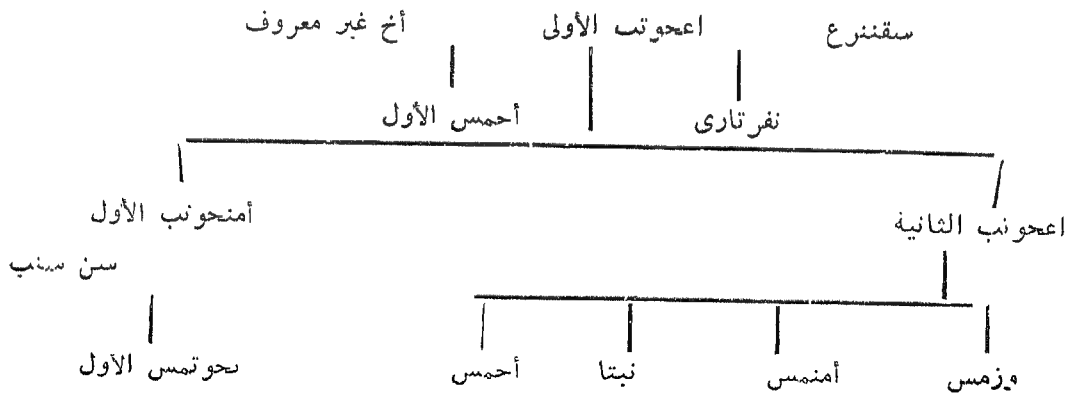 سقننرع اعحوتب الأولى أخ غير معروف
نفرتارى أحمس الأول
اعحوتب الثانية أمنحوتب الأول
سن سنب
وزمس أمنمس نبتا أحمس تحوتمس الأول